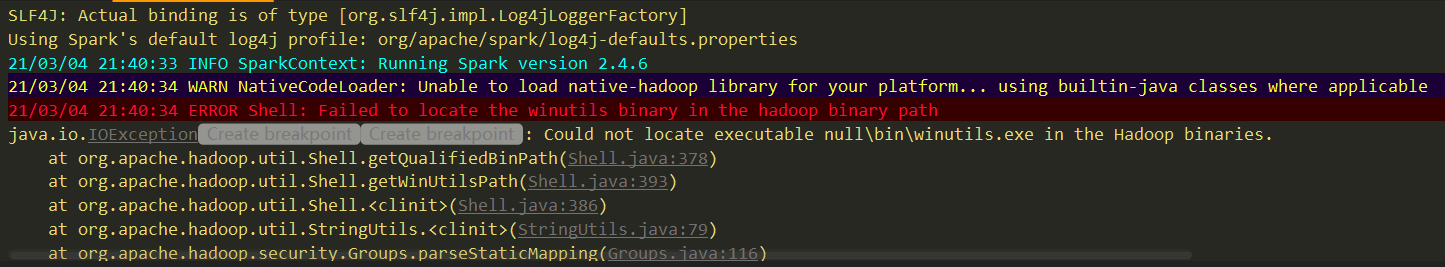 SLF4J: Actual binding is of type [org.slf4j.impl.Log4jLoggerFactory]
Using Spark's default log4j profile: org/apache/spark/log4j-defaults.properties
21/03/04 21:40:33 INFO SparkContext: Running Spark version 2.4.6
21/03/04 21:40:34 WARN NativeCodeLoader: Unable to load native-hadoop library for your platform... using builtin-java classes where applicable
21/03/04 21:40:34 ERROR Shell: Failed to locate the winutils binary in the hadoop binary path
java.io.IOException Create breakpoint Create breakpoint : Could not locate executable null\bin\winutils.exe in the Hadoop binaries.
    at org.apache.hadoop.util.Shell.getQualifiedBinPath(Shell.java:378)
    at org.apache.hadoop.util.Shell.getWinUtilsPath(Shell.java:393)
    at org.apache.hadoop.util.Shell.<clinit>(Shell.java:386)
    at org.apache.hadoop.util.StringUtils.<clinit>(StringUtils.java:79)
    at org.apache.hadoop.security.Groups.parseStaticMapping(Groups.java:116)